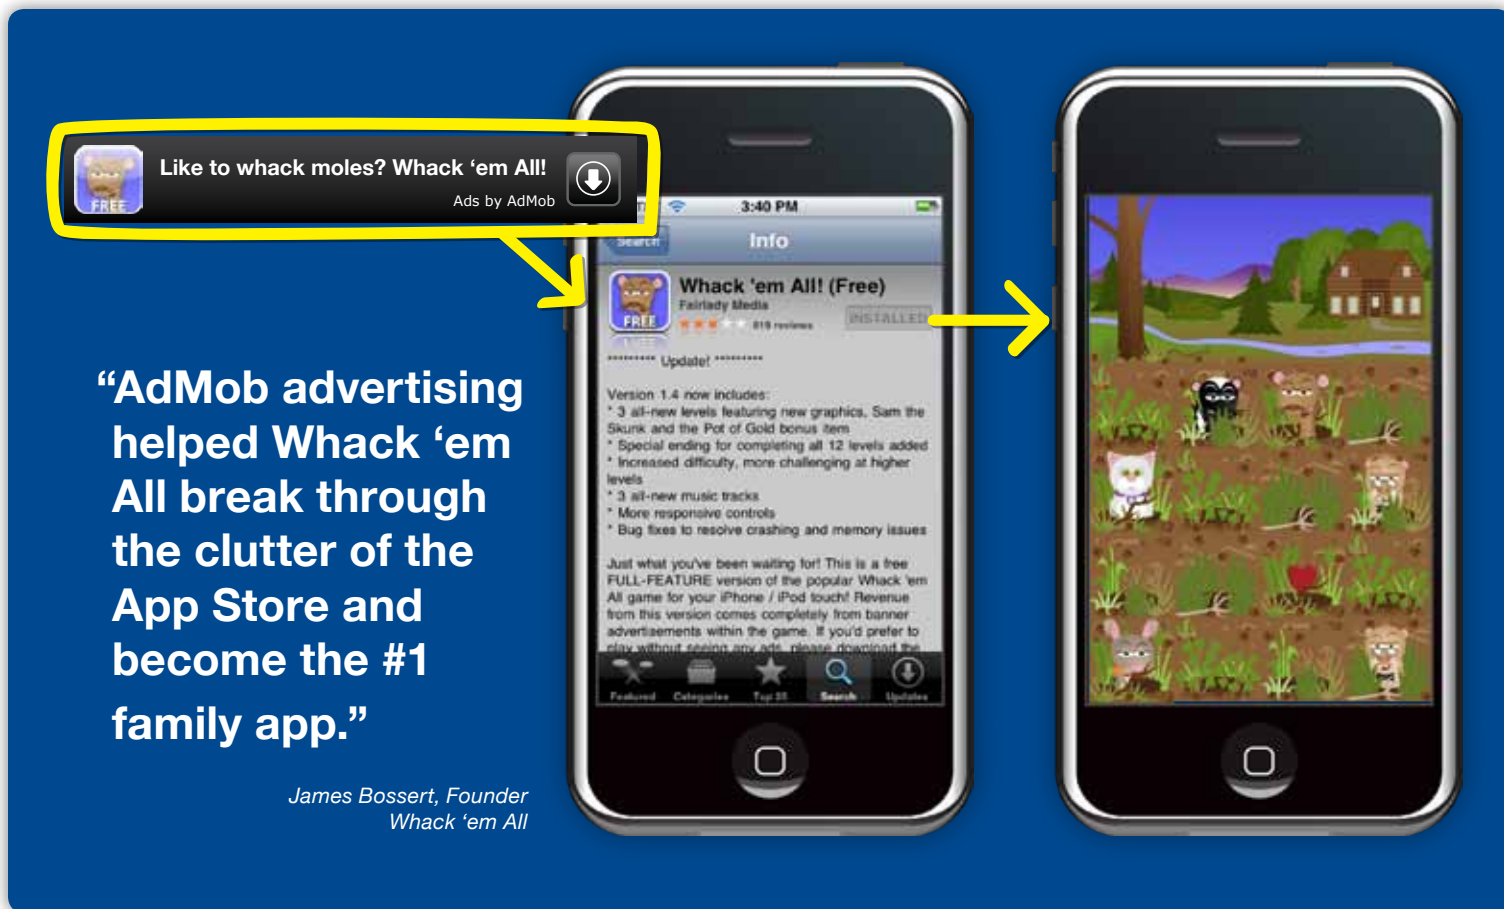 Like to whack moles? Whack ‘em All!
Ads by AdMob
FREE
“AdMob advertising
helped Whack ‘em
All break through
the clutter of the
App Store and
become the #1
family app.”
James Bossert, Founder
Whack ‘em All
3:40 PM
Search
Info
Whack 'em All! (Free)
Fairlady Media
819 reviews
INSTALLED
FREE
********* Update! *********
Version 1.4 now includes:
* 3 all-new levels featuring new graphics, Sam the
Skunk and the Pot of Gold bonus item
* Special ending for completing all 12 levels added
* Increased difficulty, more challenging at higher
levels
* 3 all-new music tracks
* More responsive controls
* Bug fixes to resolve crashing and memory issues
Just what you've been waiting for! This is a free
FULL-FEATURE version of the popular Whack 'em
All game for your iPhone / iPod touch! Revenue
from this version comes completely from banner
advertisements within the game. If you'd prefer to
play without seeing any ads, please download the
Featured Categories Top 25 Search Updates